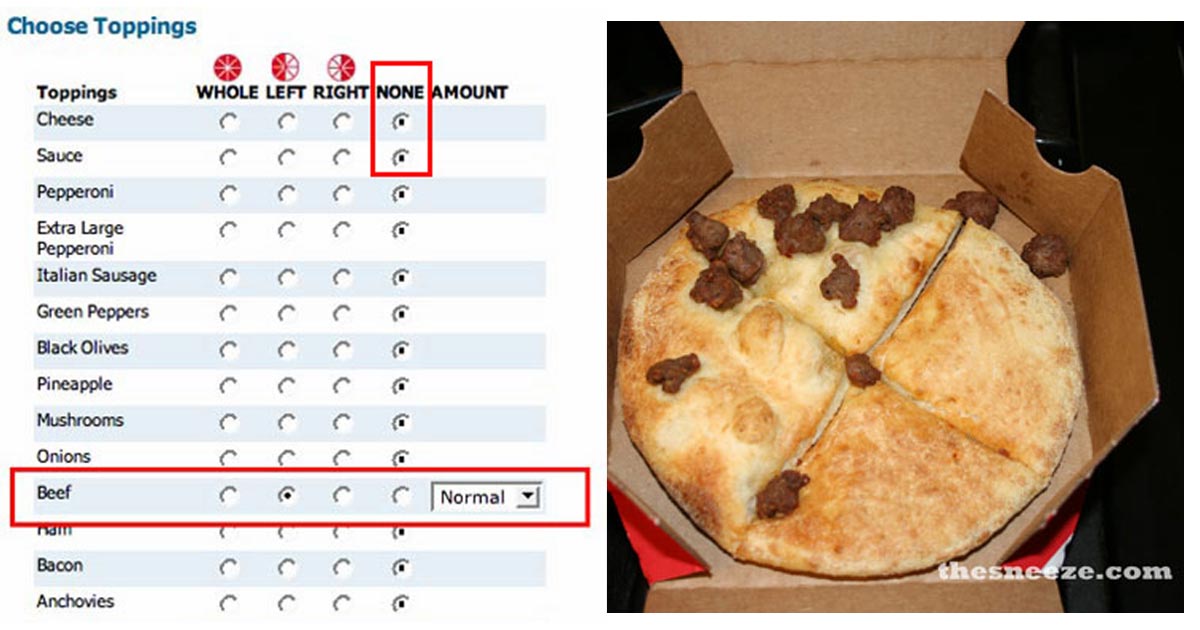 Choose Toppings
Toppings WHOLE LEFT RIGHT NONE AMOUNT
Cheese
Sauce
Pepperoni
Extra Large
Pepperoni
Italian Sausage
Green Peppers
Black Olives
Pineapple
Mushrooms
Onions
Beef Normal
Ham
Bacon
Anchovies
thesneeze.com